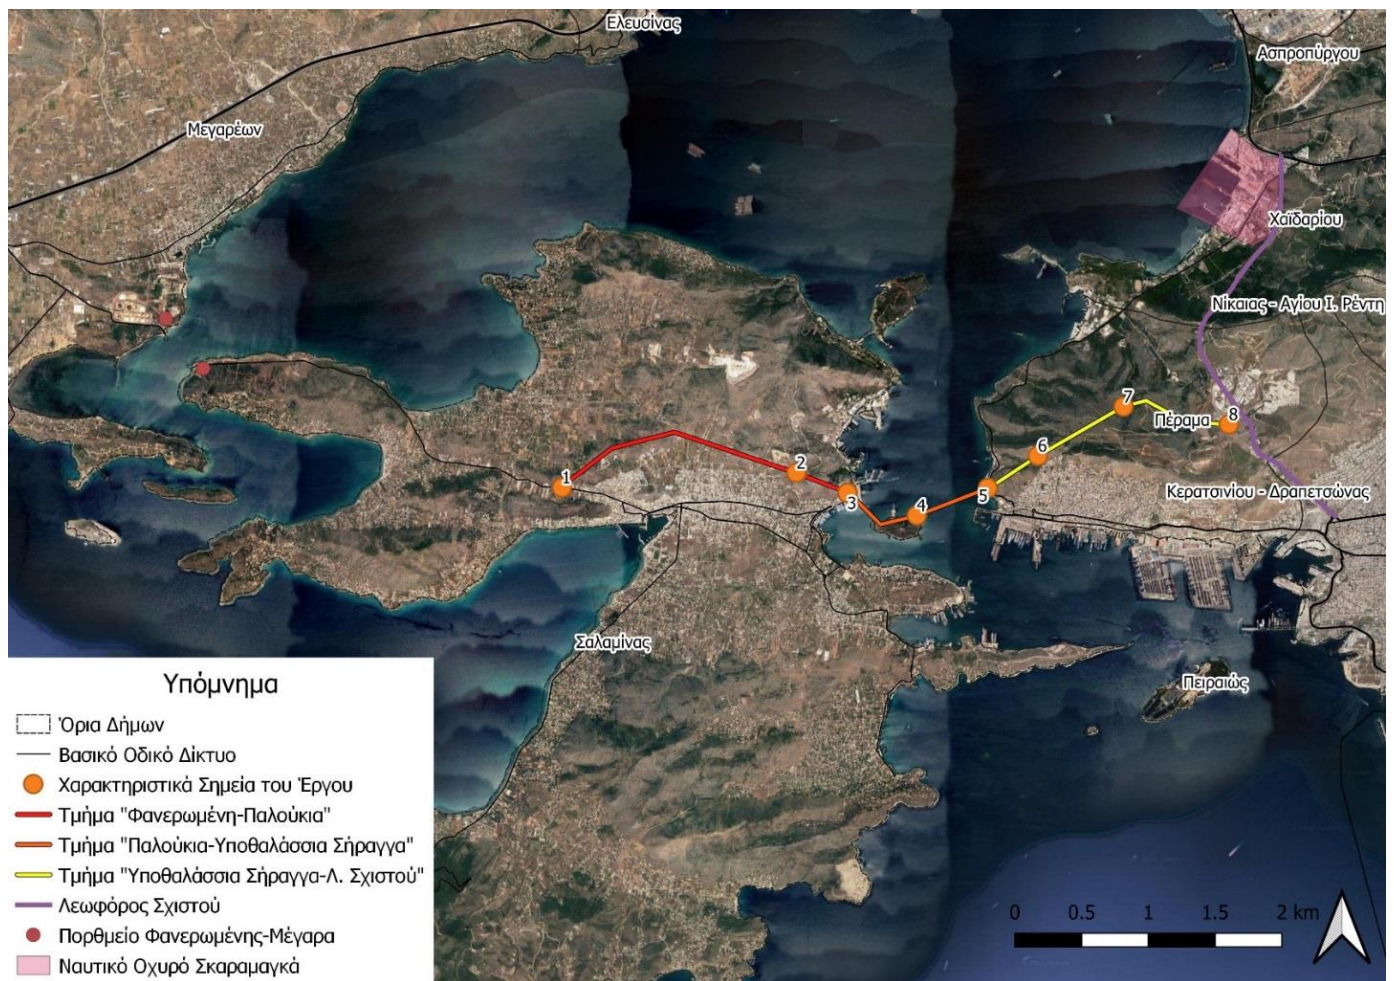 Ελευσίνας
Ασπροπύργου
Μεγαρέων
Χαϊδαρίου
Νίκαιας - Αγίου Ι. Ρέντη
7
Πέραμα
8
6
2
1
5
Κερατσινίου - Δραπετσώνας
3
4
Σαλαμίνας
Πειραιώς
Υπόμνημα
Όρια Δήμων
Βασικό Οδικό Δίκτυο
Χαρακτηριστικά Σημεία του Έργου
Τμήμα "Φανερωμένη-Παλούκια"
Τμήμα "Παλούκια-Υποθαλάσσια Σήραγγα"
Τμήμα "Υποθαλάσσια Σήραγγα-Λ. Σχιστού"
Λεωφόρος Σχιστού
Πορθμείο Φανερωμένης-Μέγαρα
Ναυτικό Οχυρό Σκαραμαγκά
0 0.5 1 1.5 2 km